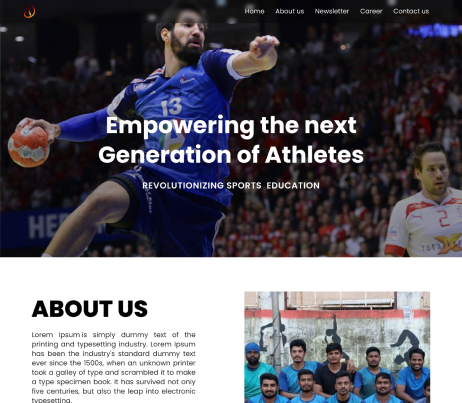 Home About us Newsletter Career Contact us
13
Empowering the next
Generation of Athletes
REVOLUTIONIZING SPORTS EDUCATION
HE
2
ABOUT US
Lorem Ipsum is simply dummy text of the
printing and typesetting industry. Lorem Ipsum
has been the industry's standard dummy text
ever since the 1500s, when an unknown printer
took a galley of type and scrambled it to make
a type specimen book. It has survived not only
five centuries, but also the leap into electronic
typesetting,